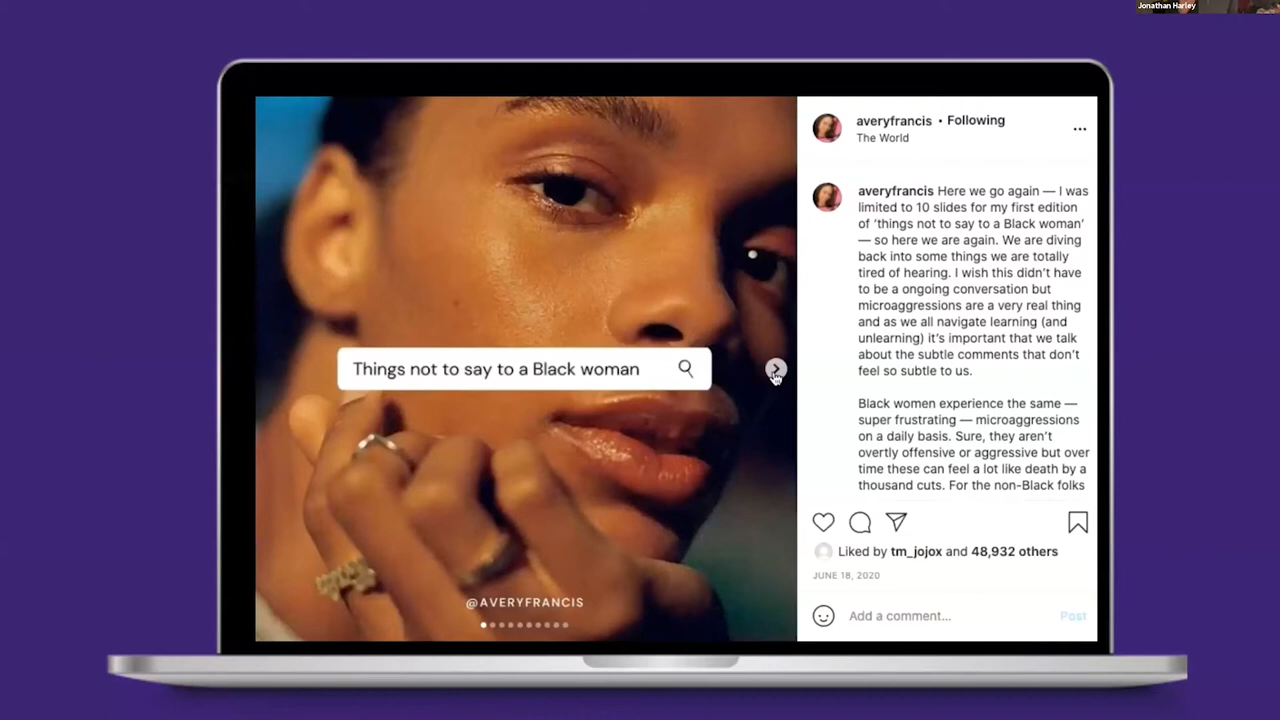 Jonathan Harley
Things not to say to a Black woman
@AVERYFRANCIS
averyfrancis • Following
The World
averyfrancis Here we go again — I was
limited to 10 slides for my first edition
of ‘things not to say to a Black woman’
— so here we are again. We are diving
back into some things we are totally
tired of hearing. I wish this didn’t have
to be a ongoing conversation but
microaggressions are a very real thing
and as we all navigate learning (and
unlearning) it’s important that we talk
about the subtle comments that don’t
feel so subtle to us.
Black women experience the same —
super frustrating — microaggressions
on a daily basis. Sure, they aren’t
overtly offensive or aggressive but over
time these can feel a lot like death by a
thousand cuts. For the non-Black folks
Liked by tm_jojox and 48,932 others
JUNE 18, 2020
Add a comment...
Post